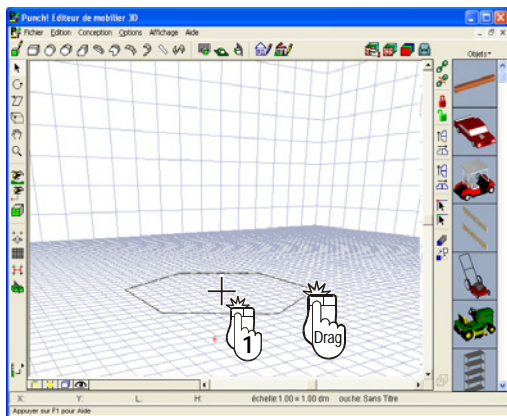 Punch! Editeur de mobilier 3D
Fichier Edition Conception Options Affichage Aide
Objets
1
Drag
X: Y: L: H: échelle:1.00 = 1.00 dm ouche: Sans Titre
Appuyer sur F1 pour Aide